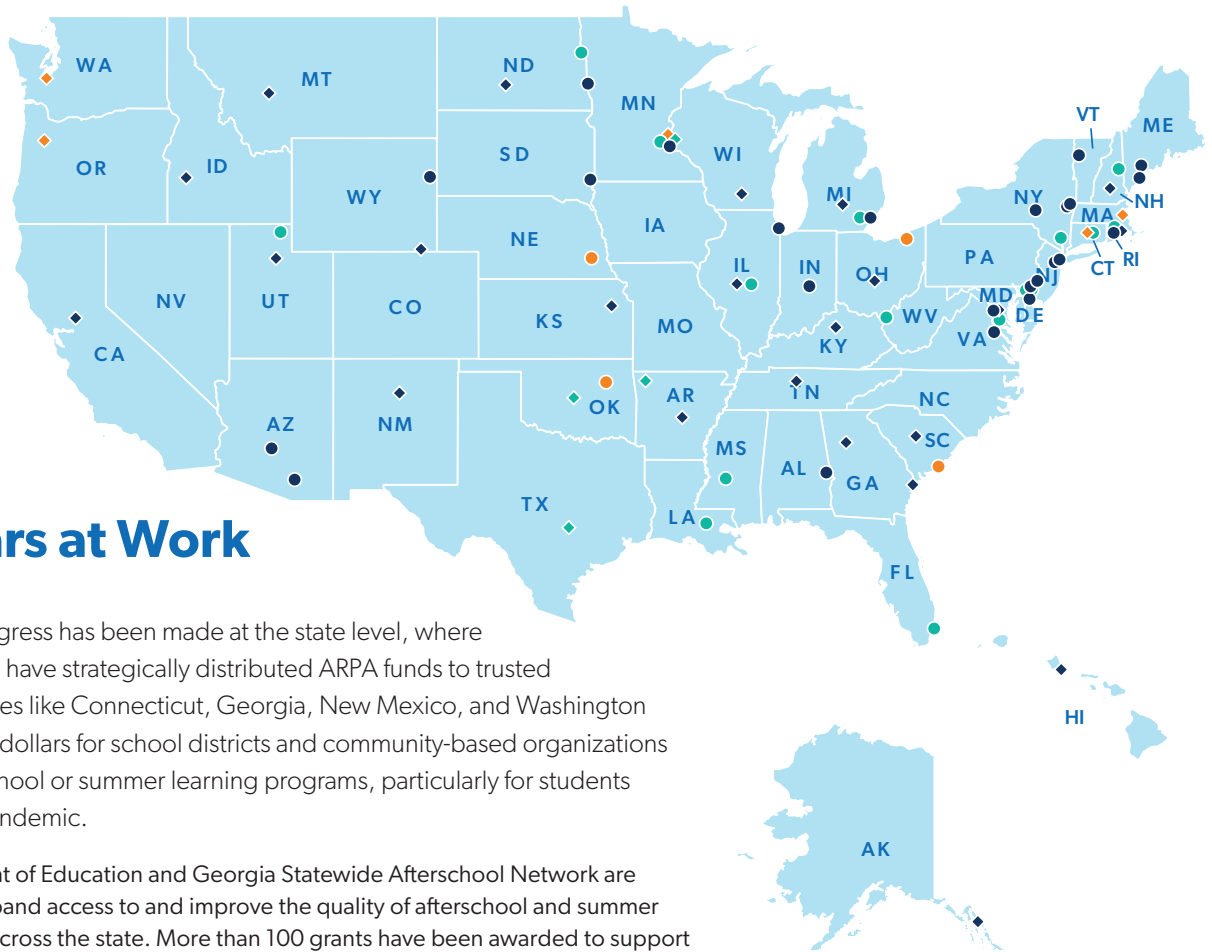 WA
MT
ND
MN
VT
ME
OR
ID
SD
WI
MI
WY
NY
NH
MA
NE
IA
PA
CT
RI
NV
UT
CO
IL
IN
OH
NJ
MD
KS
MO
WV
DE
CA
KY
VA
AZ
NM
OK
AR
TN
NC
SC
MS
AL
GA
TX
LA
FL
HI
AK
rs at Work
gress has been made at the state level, where
have strategically distributed ARPA funds to trusted
es like Connecticut, Georgia, New Mexico, and Washington
dollars for school districts and community-based organizations
hool or summer learning programs, particularly for students
ndemic.
t of Education and Georgia Statewide Afterschool Network are
pand access to and improve the quality of afterschool and summer
cross the state. More than 100 grants have been awarded to support